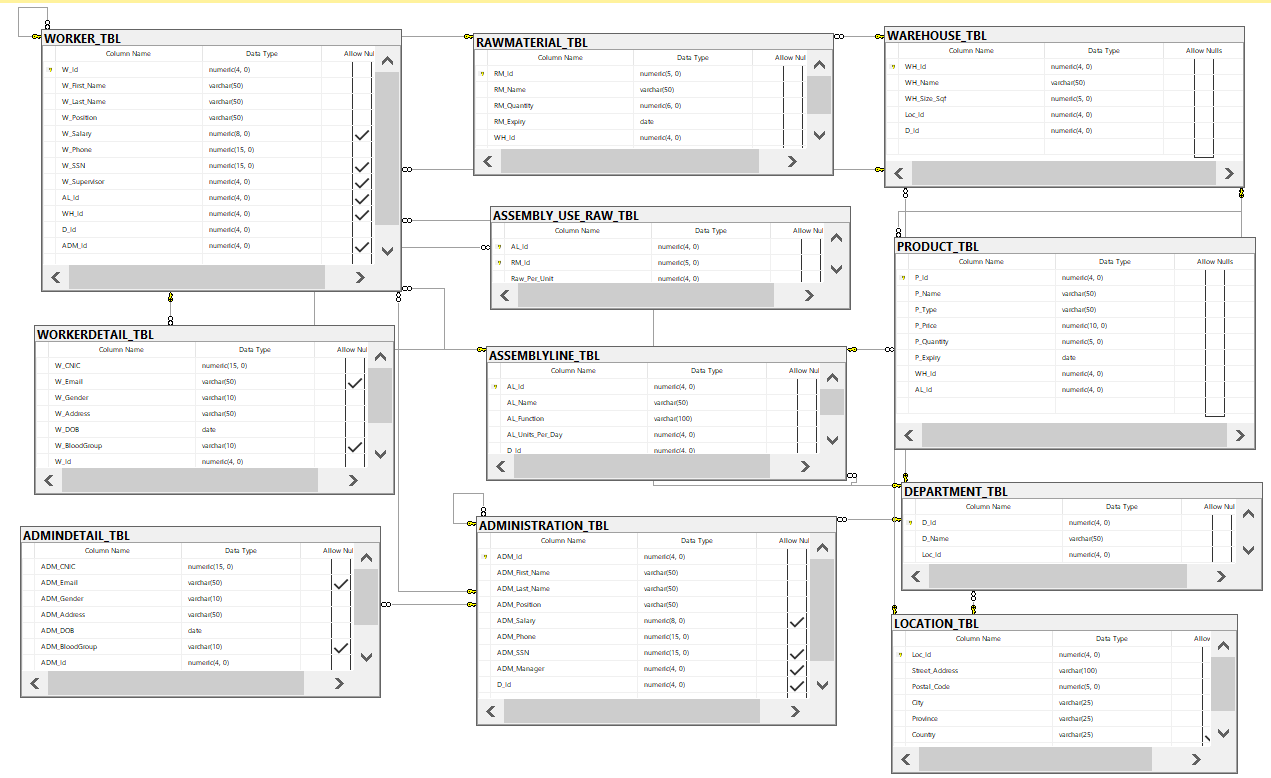 WORKER_TBL
Column Name Data Type Allow Nul
W_Id numeric(4, 0)
W_First_Name varchar(50)
W_Last_Name varchar(50)
W_Position varchar(50)
W_Salary numeric(8, 0)
W_Phone numeric(15, 0)
W_SSN numeric(15, 0)
W_Supervisor numeric(4, 0)
AL_Id numeric(4, 0)
WH_Id numeric(4, 0)
D_Id numeric(4, 0)
ADM_Id numeric(4, 0)
RAWMATERIAL_TBL
Column Name Data Type Allow Nul
RM_Id numeric(5, 0)
RM_Name varchar(50)
RM_Quantity numeric(6, 0)
RM_Expiry date
WH_Id numeric(4, 0)
WAREHOUSE_TBL
Column Name Data Type Allow Nulls
WH_Id numeric(4, 0)
WH_Name varchar(50)
WH_Size_Sqf numeric(5, 0)
Loc_Id numeric(4, 0)
D_Id numeric(4, 0)
ASSEMBLY_USE_RAW_TBL
Column Name Data Type Allow Nul
AL_Id numeric(4, 0)
RM_Id numeric(5, 0)
Raw_Per_Unit numeric(4, 0)
PRODUCT_TBL
Column Name Data Type Allow Nulls
P_Id numeric(4, 0)
P_Name varchar(50)
P_Type varchar(50)
P_Price numeric(10, 0)
P_Quantity numeric(5, 0)
P_Expiry date
WH_Id numeric(4, 0)
AL_Id numeric(4, 0)
WORKERDETAIL_TBL
Column Name Data Type Allow Nul
W_CNIC numeric(15, 0)
W_Email varchar(50)
W_Gender varchar(10)
W_Address varchar(50)
W_DOB date
W_BloodGroup varchar(10)
W_Id numeric(4, 0)
ASSEMBLYLINE_TBL
Column Name Data Type Allow Nul
AL_Id numeric(4, 0)
AL_Name varchar(50)
AL_Function varchar(100)
AL_Units_Per_Day numeric(4, 0)
D_Id numeric(4, 0)
DEPARTMENT_TBL
Column Name Data Type Allow Nul
D_Id numeric(4, 0)
D_Name varchar(50)
Loc_Id numeric(4, 0)
ADMINDETAIL_TBL
Column Name Data Type Allow Nul
ADM_CNIC numeric(15, 0)
ADM_Email varchar(50)
ADM_Gender varchar(10)
ADM_Address varchar(50)
ADM_DOB date
ADM_BloodGroup varchar(10)
ADM_Id numeric(4, 0)
ADMINISTRATION_TBL
Column Name Data Type Allow Nul
ADM_Id numeric(4, 0)
ADM_First_Name varchar(50)
ADM_Last_Name varchar(50)
ADM_Position varchar(50)
ADM_Salary numeric(8, 0)
ADM_Phone numeric(15, 0)
ADM_SSN numeric(15, 0)
ADM_Manager numeric(4, 0)
D_Id numeric(4, 0)
LOCATION_TBL
Column Name Data Type Allov
Loc_Id numeric(4, 0)
Street_Address varchar(100)
Postal_Code numeric(5, 0)
City varchar(25)
Province varchar(25)
Country varchar(25)